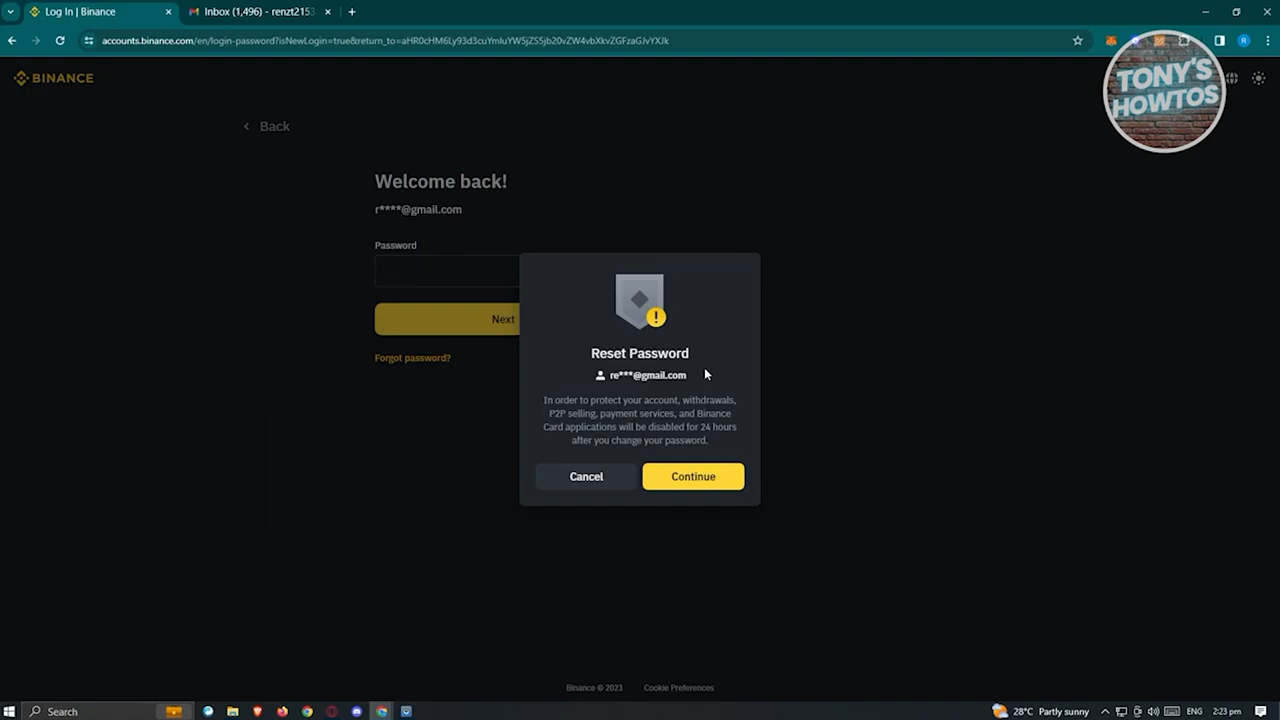 Log In | Binance
Inbox (1,496) - renzt2153
accounts.binance.com/en/login-password?isNewLogin=true&return_to=aHR0cHM6Ly93d3cuYmluYW5jZS5jb20vZW4vbXkvZGFzaGJvYXJk
TONY'S
HOWTOS
BINANCE
Back
Welcome back!
r****@gmail.com
Password
Next
Forgot password?
!
Reset Password
re***@gmail.com
In order to protect your account, withdrawals,
P2P selling, payment services, and Binance
Card applications will be disabled for 24 hours
after you change your password.
Cancel
Continue
Binance © 2023
Cookie Preferences
Search
28°C Partly sunny
ENG
2:23 pm